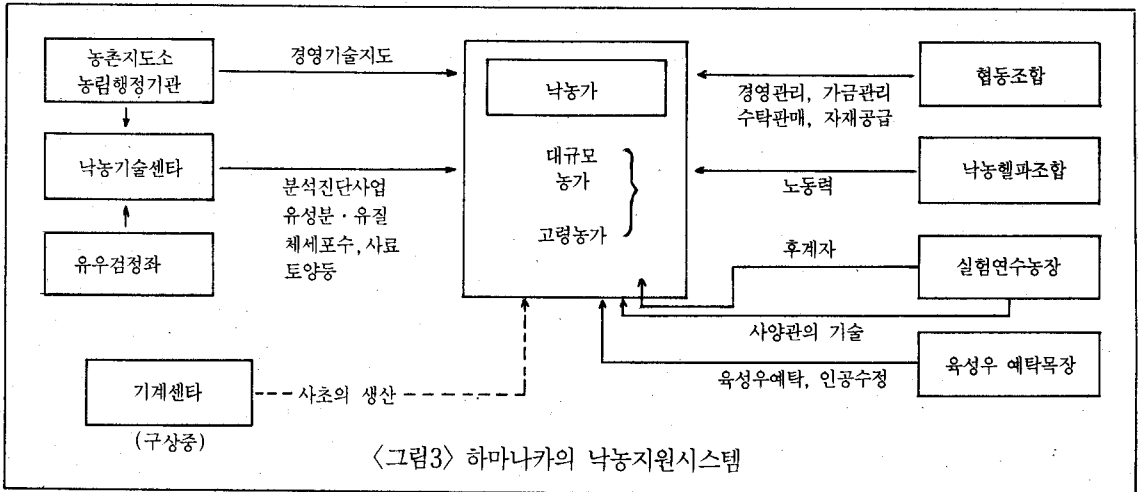 농촌지도소
농림행정기관
경영기술지도
낙농기술센타
분석진단사업
유성분·유질
체세포수, 사료
토양등
유우검정좌
기계센타
(구상중)
사초의 생산
낙농가
대규모
농가
고령농가
협동조합
경영관리, 가금관리
수탁판매, 자재공급
낙농헬파조합
노동력
실험연수농장
후계자
사양관의 기술
육성우 예탁목장
육성우예탁, 인공수정
〈그림3〉 하마나카의 낙농지원시스템